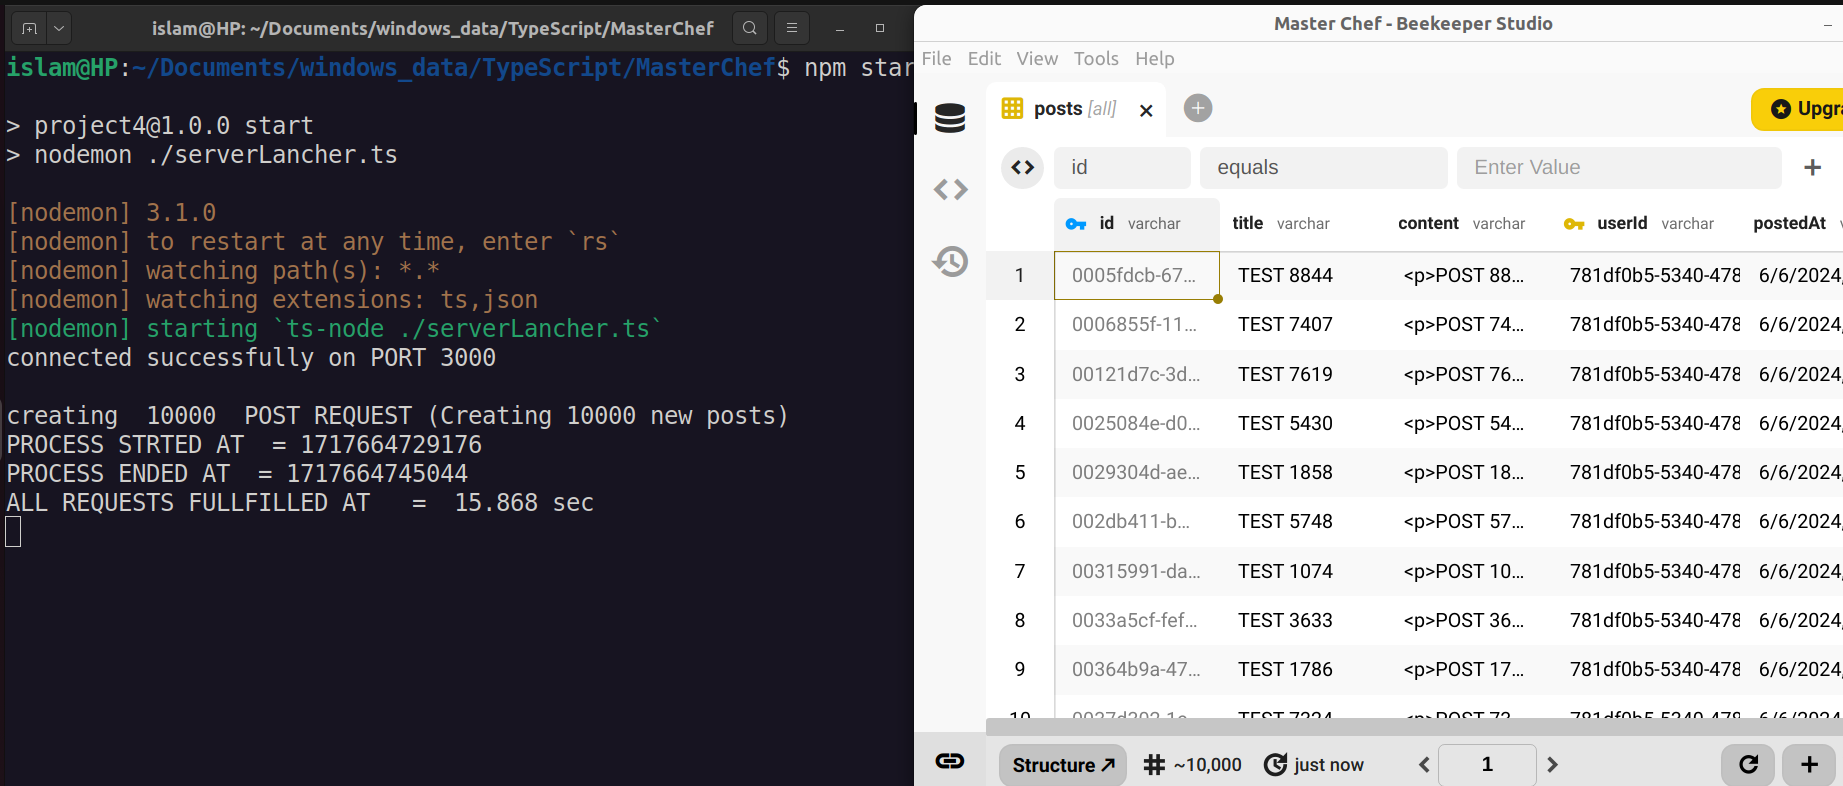 islam@HP: ~/Documents/windows_data/TypeScript/MasterChef
islam@HP:~/Documents/windows_data/TypeScript/MasterChef$ npm star
> project4@1.0.0 start
> nodemon ./serverLancher.ts
[nodemon] 3.1.0
[nodemon] to restart at any time, enter `rs`
[nodemon] watching path(s): *.*
[nodemon] watching extensions: ts,json
[nodemon] starting `ts-node ./serverLancher.ts`
connected successfully on PORT 3000
creating  10000  POST REQUEST (Creating 10000 new posts)
PROCESS STRTED AT  = 1717664729176
PROCESS ENDED AT  = 1717664745044
ALL REQUESTS FULLFILLED AT   =  15.868 sec
Master Chef - Beekeeper Studio
File Edit View Tools Help
posts [all]
Upgra
id equals Enter Value
id varchar title varchar content varchar userId varchar postedAt
1 0005fdcb-67... TEST 8844 <p>POST 88... 781df0b5-5340-478 6/6/2024,
2 0006855f-11... TEST 7407 <p>POST 74... 781df0b5-5340-478 6/6/2024,
3 00121d7c-3d... TEST 7619 <p>POST 76... 781df0b5-5340-478 6/6/2024,
4 0025084e-d0... TEST 5430 <p>POST 54... 781df0b5-5340-478 6/6/2024,
5 0029304d-ae... TEST 1858 <p>POST 18... 781df0b5-5340-478 6/6/2024,
6 002db411-b... TEST 5748 <p>POST 57... 781df0b5-5340-478 6/6/2024,
7 00315991-da... TEST 1074 <p>POST 10... 781df0b5-5340-478 6/6/2024,
8 0033a5cf-fef... TEST 3633 <p>POST 36... 781df0b5-5340-478 6/6/2024,
9 00364b9a-47... TEST 1786 <p>POST 17... 781df0b5-5340-478 6/6/2024,
Structure ~10,000 just now 1